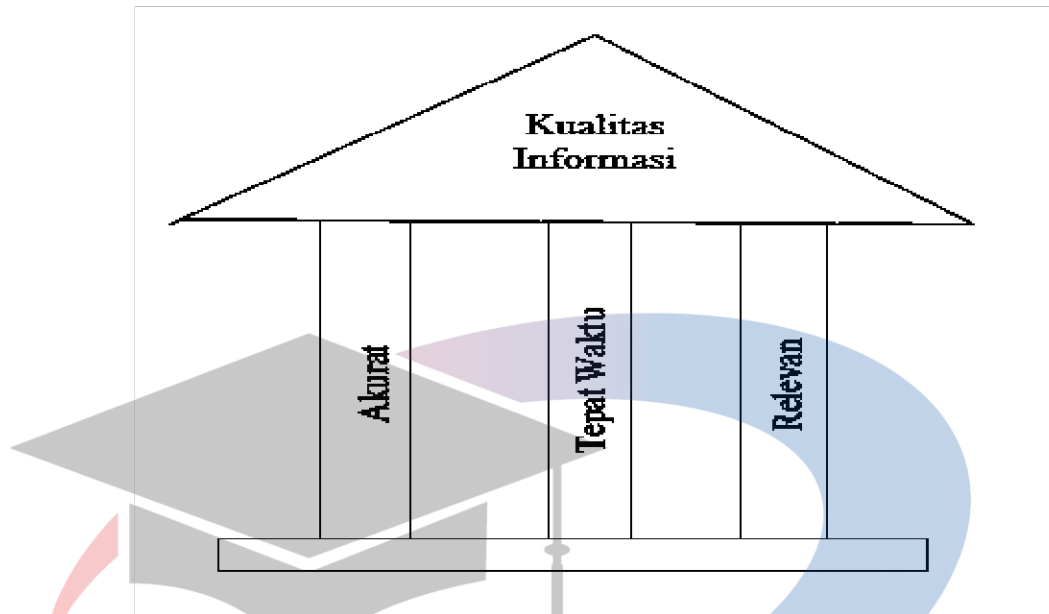 Kualitas
Informasi
Akurat
Tepat Waktu
Relevan